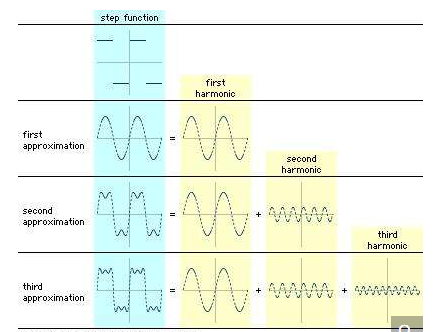 step function
first
harmonic
first
approximation
=
second
harmonic
second
approximation
=
+
third
harmonic
third
approximation
=
+
+